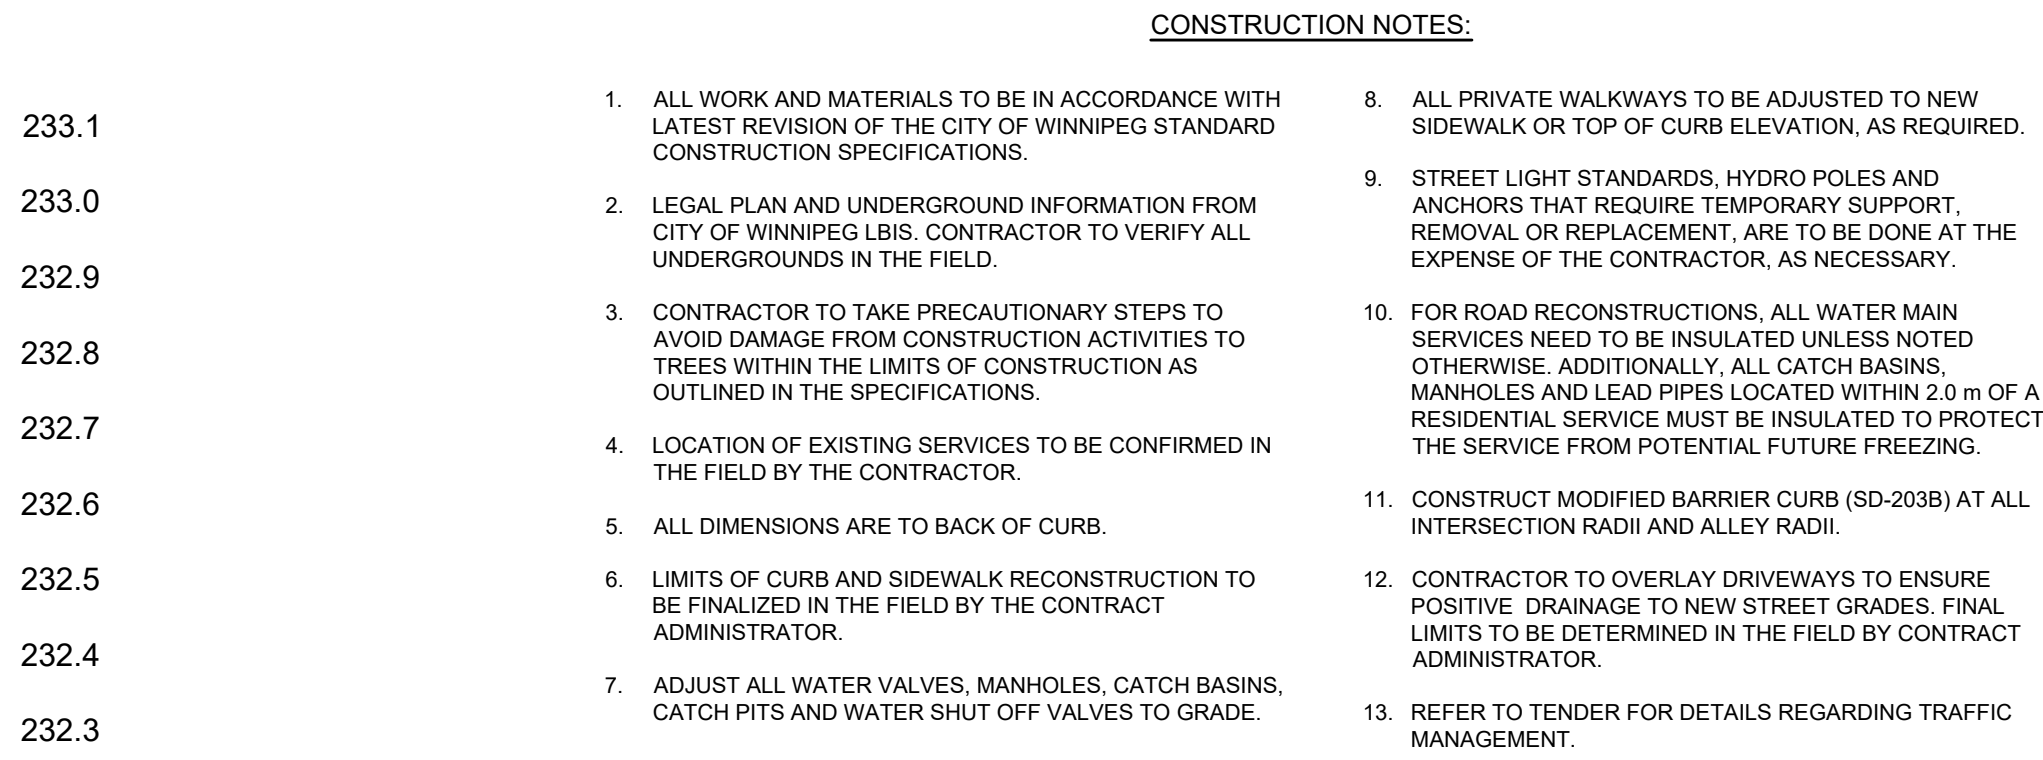 CONSTRUCTION NOTES:
233.1
233.0
232.9
232.8
232.7
232.6
232.5
232.4
232.3
1. ALL WORK AND MATERIALS TO BE IN ACCORDANCE WITH
LATEST REVISION OF THE CITY OF WINNIPEG STANDARD
CONSTRUCTION SPECIFICATIONS.
2. LEGAL PLAN AND UNDERGROUND INFORMATION FROM
CITY OF WINNIPEG LBIS. CONTRACTOR TO VERIFY ALL
UNDERGROUNDS IN THE FIELD.
3. CONTRACTOR TO TAKE PRECAUTIONARY STEPS TO
AVOID DAMAGE FROM CONSTRUCTION ACTIVITIES TO
TREES WITHIN THE LIMITS OF CONSTRUCTION AS
OUTLINED IN THE SPECIFICATIONS.
4. LOCATION OF EXISTING SERVICES TO BE CONFIRMED IN
THE FIELD BY THE CONTRACTOR.
5. ALL DIMENSIONS ARE TO BACK OF CURB.
6. LIMITS OF CURB AND SIDEWALK RECONSTRUCTION TO
BE FINALIZED IN THE FIELD BY THE CONTRACT
ADMINISTRATOR.
7. ADJUST ALL WATER VALVES, MANHOLES, CATCH BASINS,
CATCH PITS AND WATER SHUT OFF VALVES TO GRADE.
8. ALL PRIVATE WALKWAYS TO BE ADJUSTED TO NEW
SIDEWALK OR TOP OF CURB ELEVATION, AS REQUIRED.
9. STREET LIGHT STANDARDS, HYDRO POLES AND
ANCHORS THAT REQUIRE TEMPORARY SUPPORT,
REMOVAL OR REPLACEMENT, ARE TO BE DONE AT THE
EXPENSE OF THE CONTRACTOR, AS NECESSARY.
10. FOR ROAD RECONSTRUCTIONS, ALL WATER MAIN
SERVICES NEED TO BE INSULATED UNLESS NOTED
OTHERWISE. ADDITIONALLY, ALL CATCH BASINS,
MANHOLES AND LEAD PIPES LOCATED WITHIN 2.0 m OF A
RESIDENTIAL SERVICE MUST BE INSULATED TO PROTECT
THE SERVICE FROM POTENTIAL FUTURE FREEZING.
11. CONSTRUCT MODIFIED BARRIER CURB (SD-203B) AT ALL
INTERSECTION RADII AND ALLEY RADII.
12. CONTRACTOR TO OVERLAY DRIVEWAYS TO ENSURE
POSITIVE DRAINAGE TO NEW STREET GRADES. FINAL
LIMITS TO BE DETERMINED IN THE FIELD BY CONTRACT
ADMINISTRATOR.
13. REFER TO TENDER FOR DETAILS REGARDING TRAFFIC
MANAGEMENT.